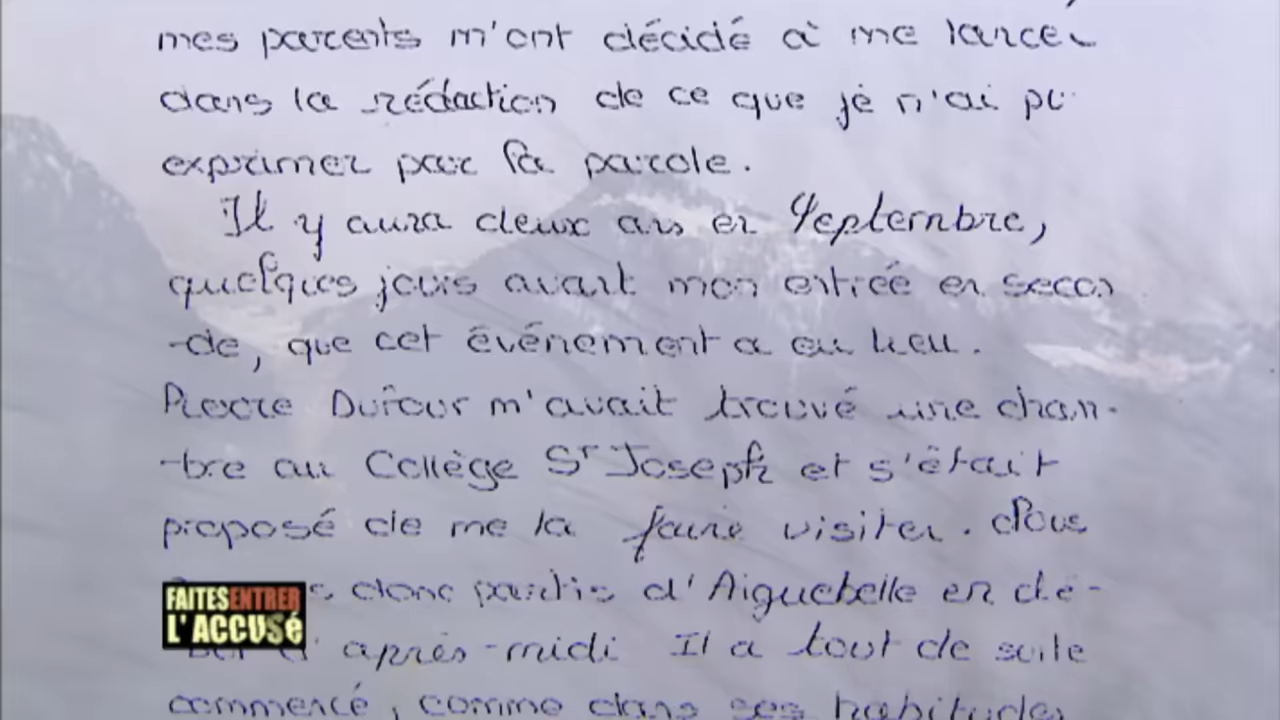 mes parents m'ont décidé à me lancer
dans la rédaction de ce que je n'ai pu
exprimer par la parole.
Il y aura deux ans en Septembre,
quelques jours avant mon entrée en secon
-de, que cet événement a eu lieu.
Pierre Dufour m'avait trouvé une cham-
-bre au Collège St Joseph et s'était
proposé de me la faire visiter. Nous
donc partis d'Aiguebelle en dé-
après-midi Il a tout de suite
commencé, comme dans ses habitudes
FAITES ENTRER
L'ACCUSé